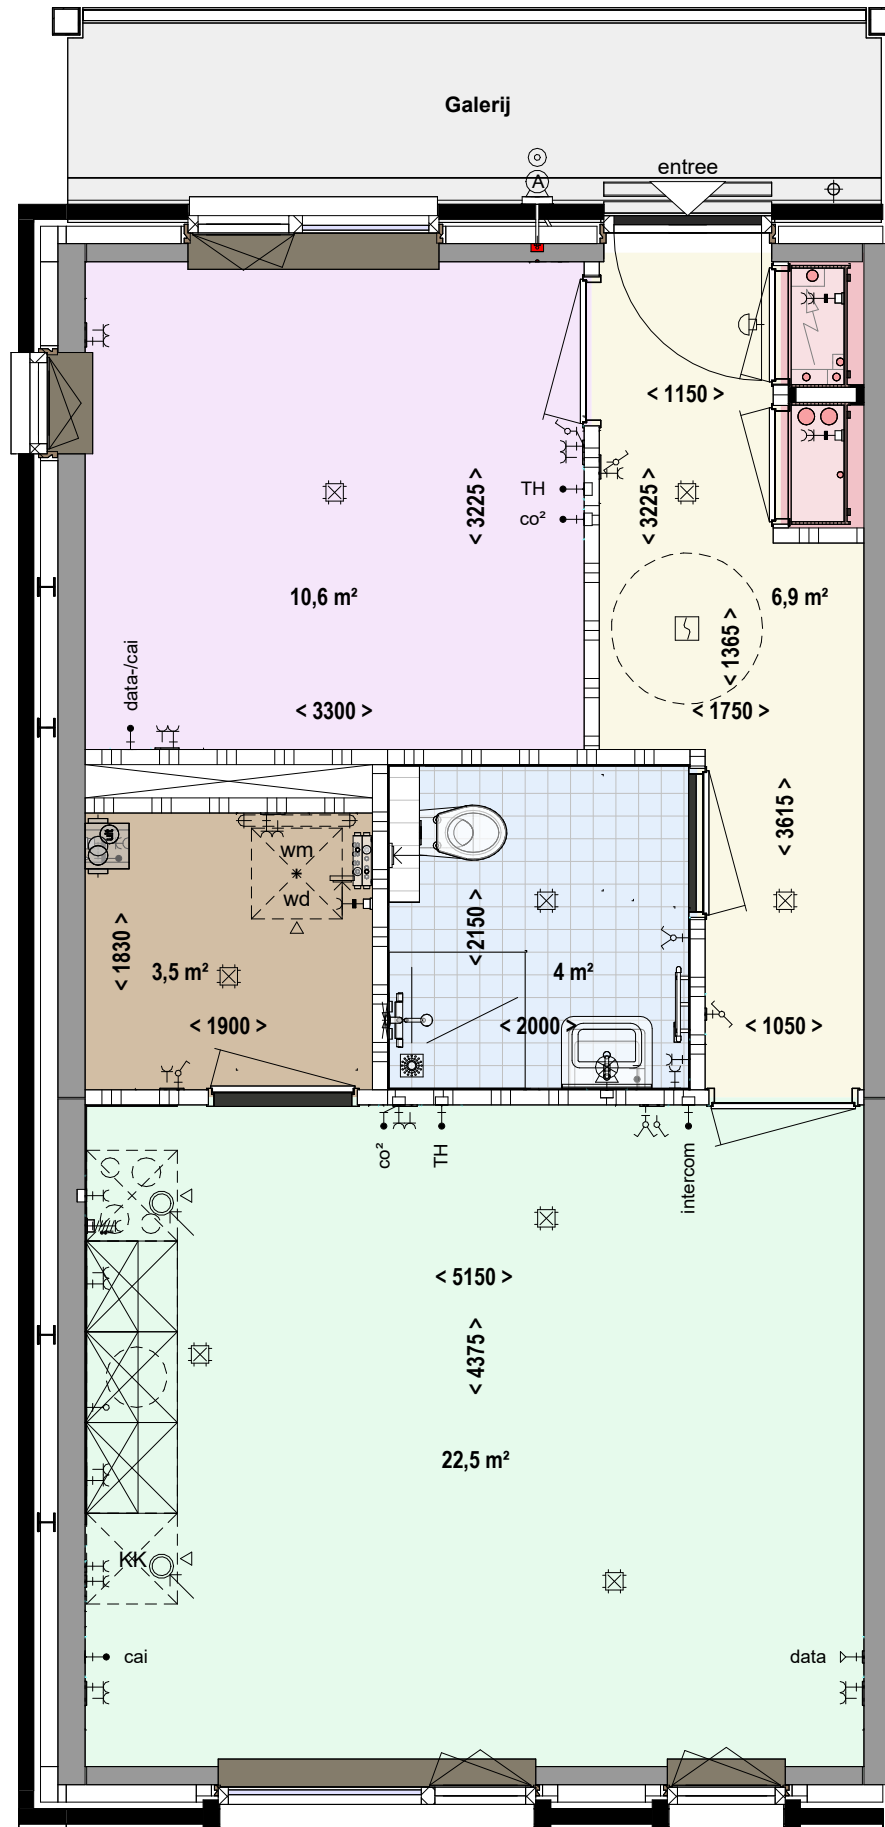 Galerij
A
entree
< 1150 >
TH
co²
< 3225 >
< 3225 >
10,6 m²
6,9 m²
< 1365 >
data-/cai
< 3300 >
< 1750 >
wm
wd
< 1830 >
3,5 m²
< 1900 >
< 2150 >
4 m²
< 2000 >
< 3615 >
< 1050 >
co²
TH
intercom
< 5150 >
< 4375 >
22,5 m²
KK
cai
data